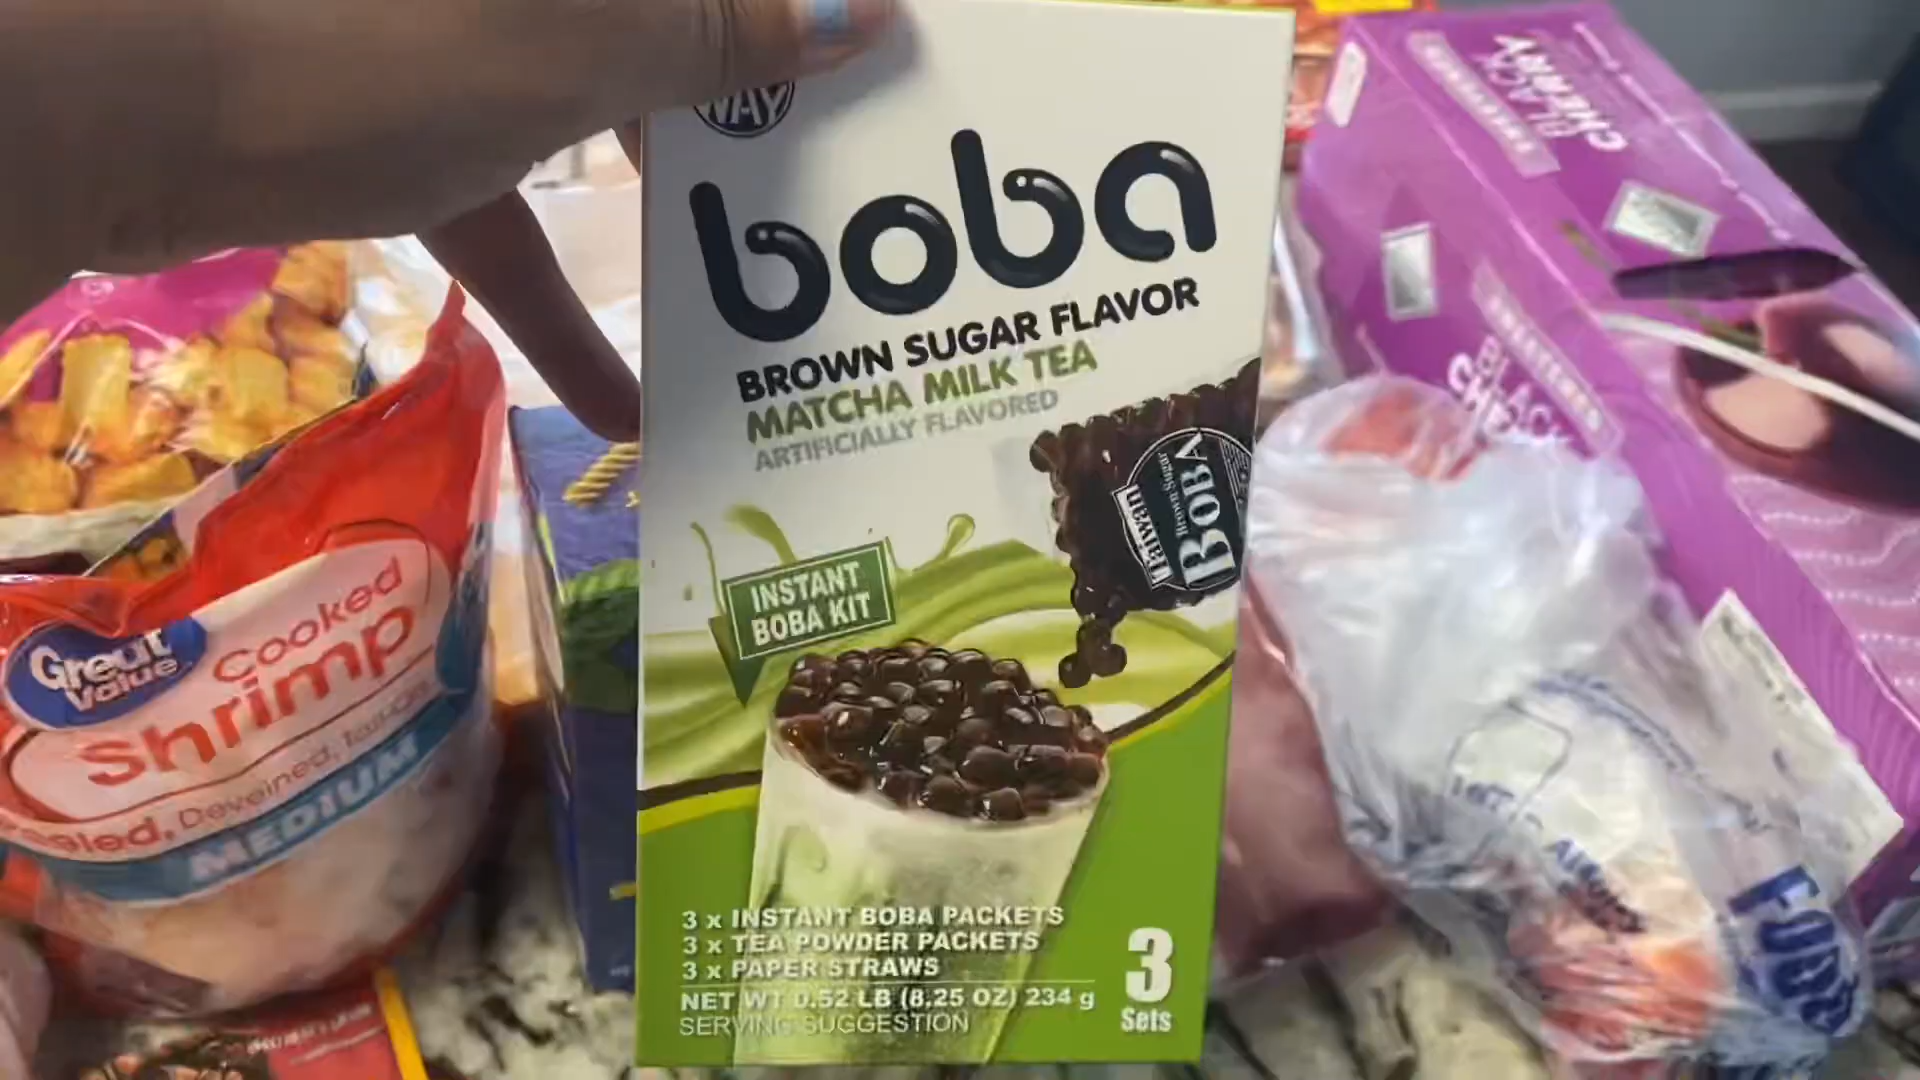 WAY
boba
BROWN SUGAR FLAVOR
MATCHA MILK TEA
ARTIFICIALLY FLAVORED
Taiwan
Brown Sugar
BOBA
INSTANT
BOBA KIT
3 x INSTANT BOBA PACKETS
3 x TEA POWDER PACKETS
3 x PAPER STRAWS
NET WT 0.52 LB (8.25 OZ) 234 g
SERVING SUGGESTION
3
Sets
Great
Value
Cooked
Shrimp
Deveined,
MEDIUM
BLACK
CHERRY